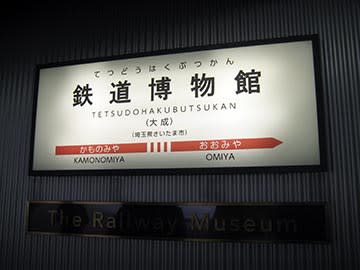 てつどうはくぶつかん
鉄道博物館
TETSUDOHAKUBUTSUKAN
(大成)
(埼玉県さいたま市)
かものみや おおみや
KAMONOMIYA OMIYA
The Railway Museum